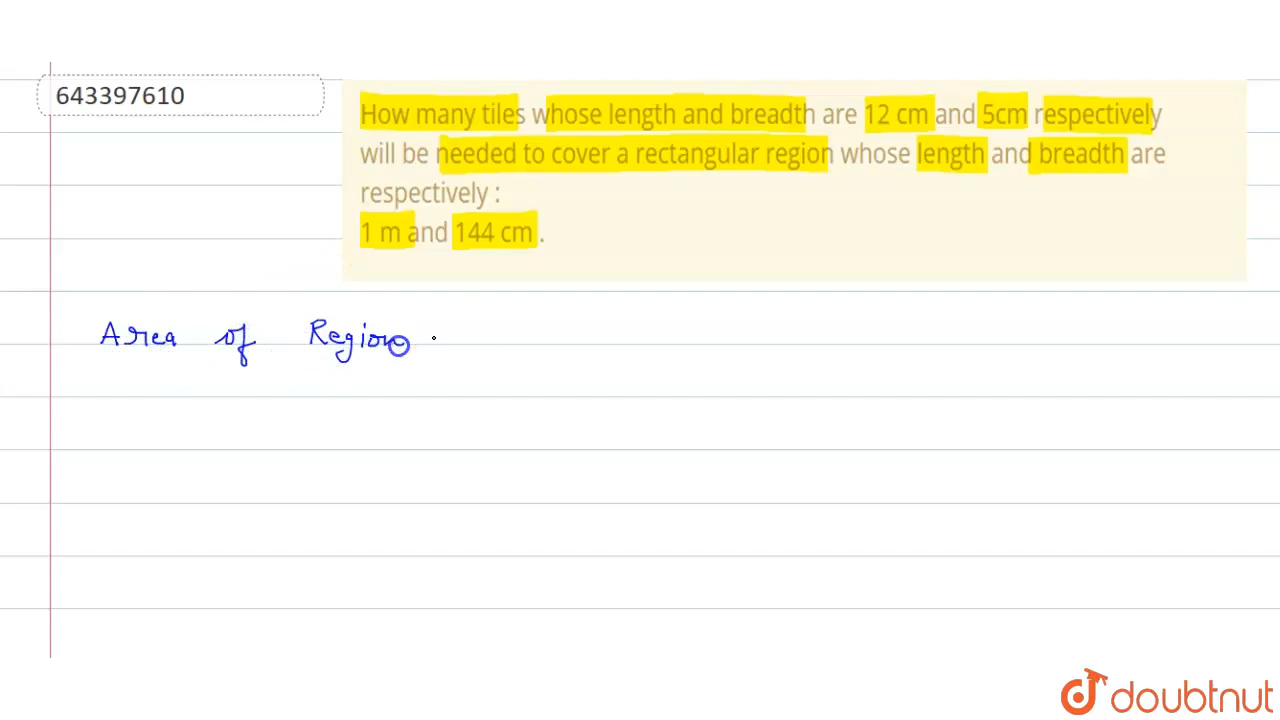 643397610
How many tiles whose length and breadth are 12 cm and 5cm respectively
will be needed to cover a rectangular region whose length and breadth are
respectively :
1 m and 144 cm .
Area of Region
doubtnut